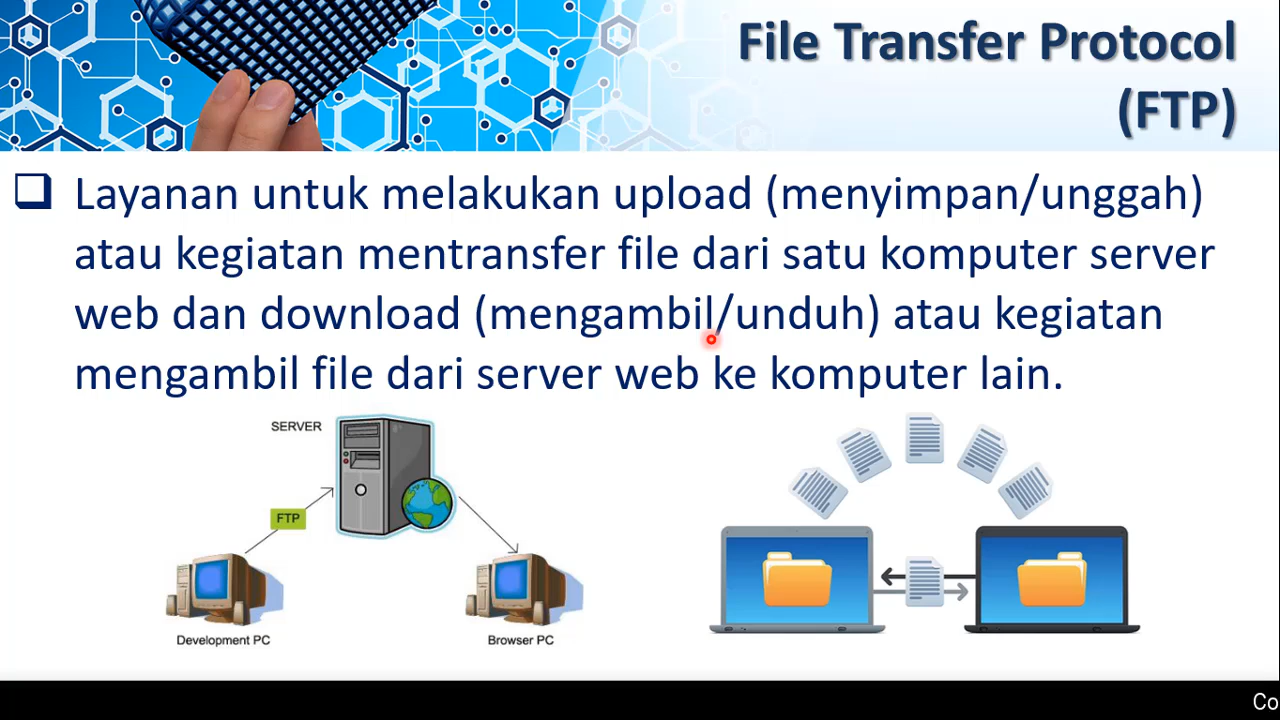 File Transfer Protocol
(FTP)
Layanan untuk melakukan upload (menyimpan/unggah)
atau kegiatan mentransfer file dari satu komputer server
web dan download (mengambil/unduh) atau kegiatan
mengambil file dari server web ke komputer lain.
SERVER
FTP
Development PC
Browser PC
Co